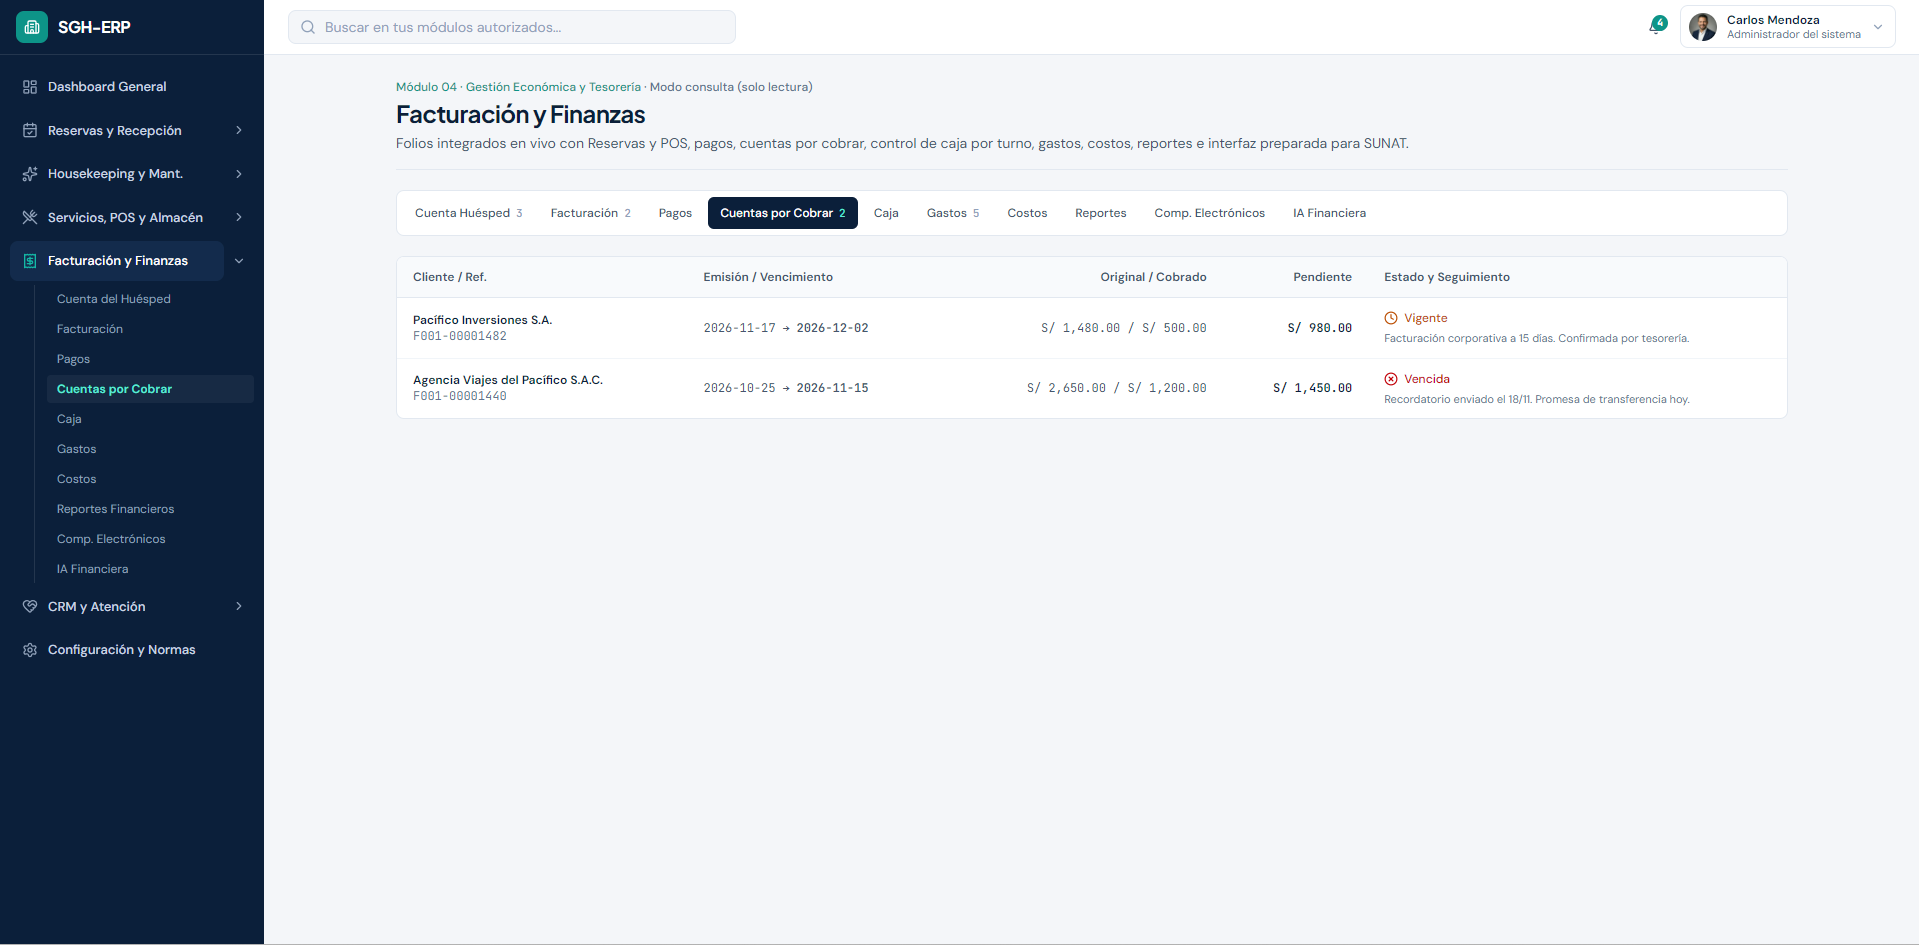 SGH-ERP
Buscar en tus módulos autorizados...
4
Carlos Mendoza
Administrador del sistema
Dashboard General
Reservas y Recepción
Housekeeping y Mant.
Servicios, POS y Almacén
Facturación y Finanzas
Cuenta del Huésped
Facturación
Pagos
Cuentas por Cobrar
Caja
Gastos
Costos
Reportes Financieros
Comp. Electrónicos
IA Financiera
CRM y Atención
Configuración y Normas
Módulo 04 · Gestión Económica y Tesorería · Modo consulta (solo lectura)
Facturación y Finanzas
Folios integrados en vivo con Reservas y POS, pagos, cuentas por cobrar, control de caja por turno, gastos, costos, reportes e interfaz preparada para SUNAT.
Cuenta Huésped 3 Facturación 2 Pagos Cuentas por Cobrar 2 Caja Gastos 5 Costos Reportes Comp. Electrónicos IA Financiera
Cliente / Ref. Emisión / Vencimiento Original / Cobrado Pendiente Estado y Seguimiento
Pacífico Inversiones S.A.
F001-00001482
2026-11-17 → 2026-12-02
S/ 1,480.00 / S/ 500.00
S/ 980.00
Vigente
Facturación corporativa a 15 días. Confirmada por tesorería.
Agencia Viajes del Pacífico S.A.C.
F001-00001440
2026-10-25 → 2026-11-15
S/ 2,650.00 / S/ 1,200.00
S/ 1,450.00
Vencida
Recordatorio enviado el 18/11. Promesa de transferencia hoy.